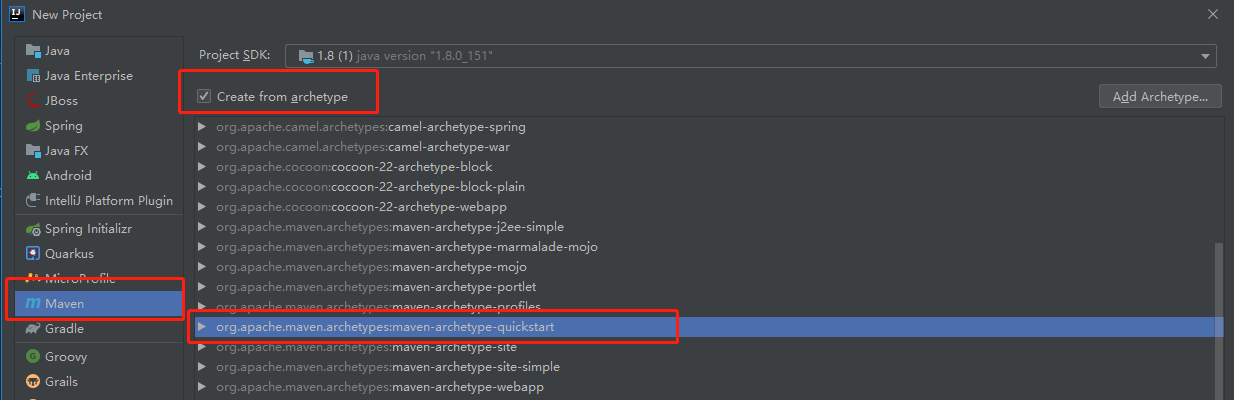 New Project
Java
Java Enterprise
JBoss
Spring
Java FX
Android
IntelliJ Platform Plugin
Spring Initializr
Quarkus
MicroProfile
Maven
Gradle
Groovy
Grails
Project SDK: 1.8 (1) java version "1.8.0_151"
Create from archetype
Add Archetype...
org.apache.camel.archetypes:camel-archetype-spring
org.apache.camel.archetypes:camel-archetype-war
org.apache.cocoon:cocoon-22-archetype-block
org.apache.cocoon:cocoon-22-archetype-block-plain
org.apache.cocoon:cocoon-22-archetype-webapp
org.apache.maven.archetypes:maven-archetype-j2ee-simple
org.apache.maven.archetypes:maven-archetype-marmalade-mojo
org.apache.maven.archetypes:maven-archetype-mojo
org.apache.maven.archetypes:maven-archetype-portlet
org.apache.maven.archetypes:maven-archetype-profiles
org.apache.maven.archetypes:maven-archetype-quickstart
org.apache.maven.archetypes:maven-archetype-site
org.apache.maven.archetypes:maven-archetype-site-simple
org.apache.maven.archetypes:maven-archetype-webapp